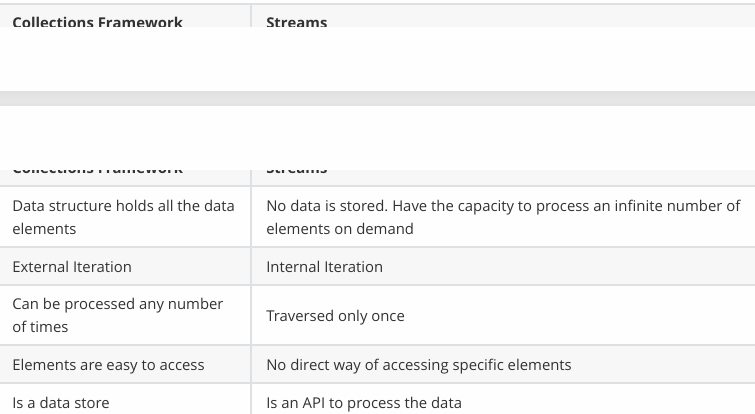 Collections Framework Streams
Collections Framework Streams
Data structure holds all the data No data is stored. Have the capacity to process an infinite number of
elements elements on demand
External Iteration Internal Iteration
Can be processed any number
Traversed only once
of times
Elements are easy to access No direct way of accessing specific elements
Is a data store Is an API to process the data